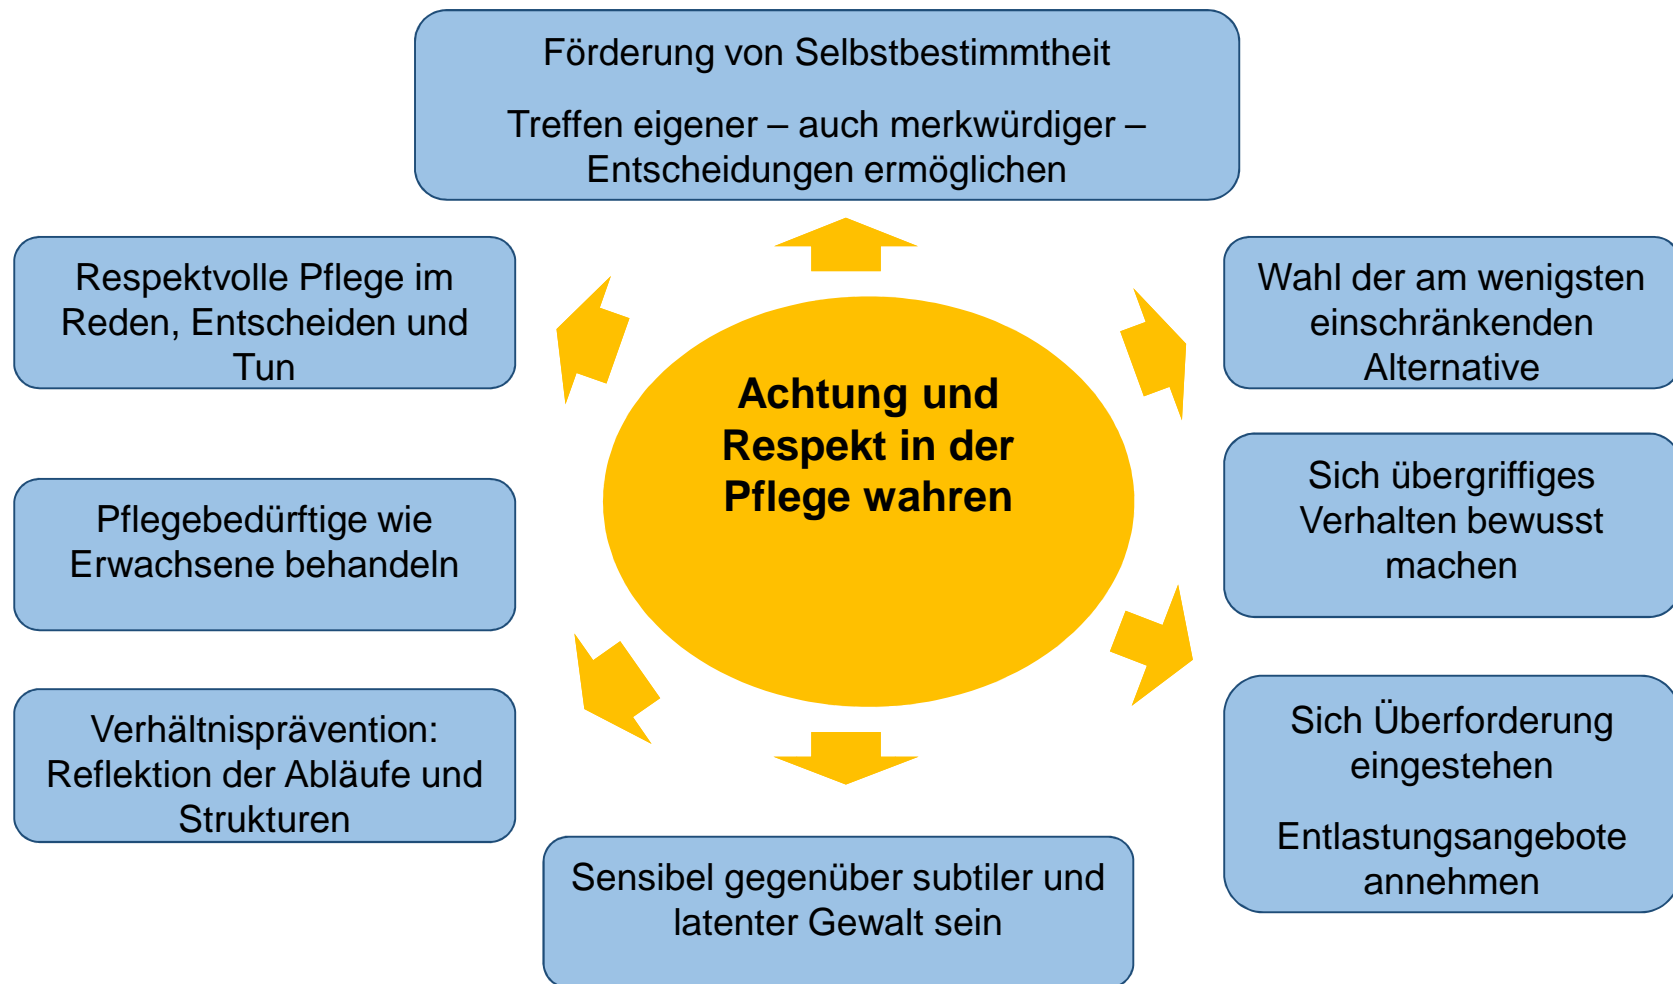 Förderung von Selbstbestimmtheit
Treffen eigener – auch merkwürdiger –
Entscheidungen ermöglichen
Respektvolle Pflege im
Reden, Entscheiden und
Tun
Wahl der am wenigsten
einschränkenden
Alternative
Achtung und
Respekt in der
Pflege wahren
Pflegebedürftige wie
Erwachsene behandeln
Sich übergriffiges
Verhalten bewusst
machen
Verhältnisprävention:
Reflektion der Abläufe und
Strukturen
Sich Überforderung
eingestehen
Entlastungsangebote
annehmen
Sensibel gegenüber subtiler und
latenter Gewalt sein